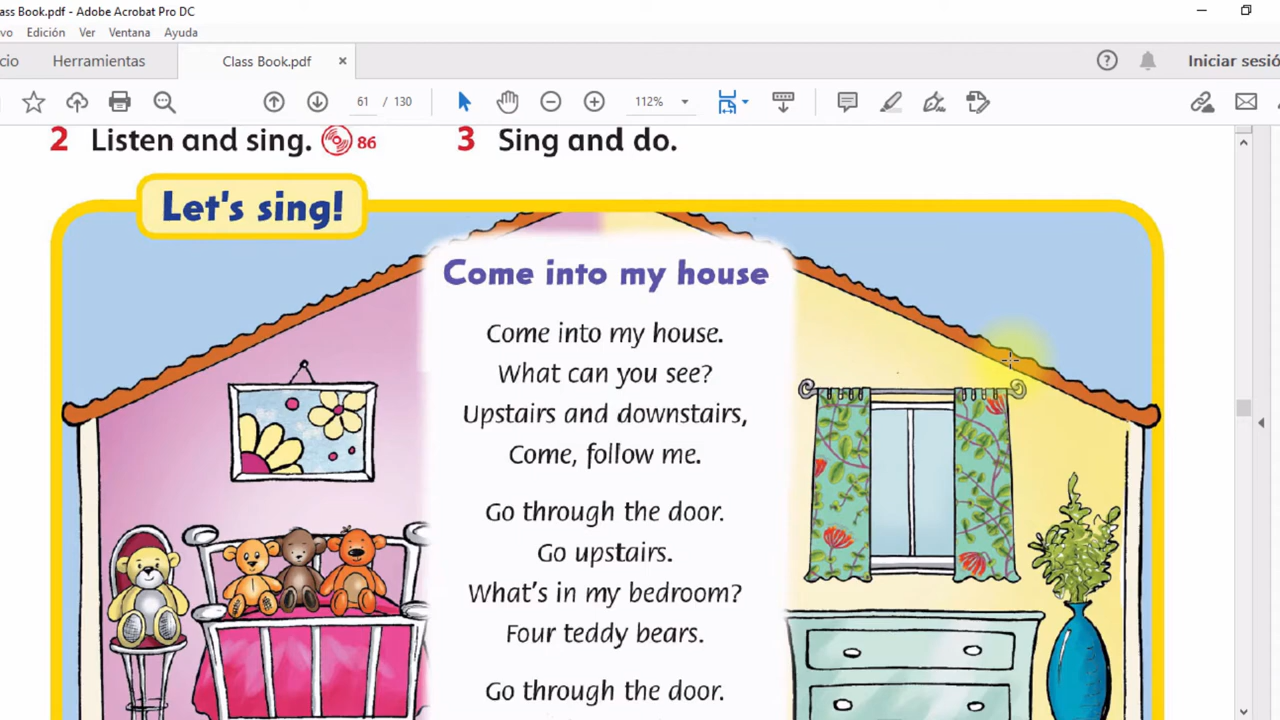 Class Book.pdf - Adobe Acrobat Pro DC
vo Edición Ver Ventana Ayuda
cio Herramientas Class Book.pdf × ? Iniciar sesió
61 / 130 112%
2 Listen and sing. 86 3 Sing and do.
Let's sing!
Come into my house
Come into my house.
What can you see?
Upstairs and downstairs,
Come, follow me.
Go through the door.
Go upstairs.
What's in my bedroom?
Four teddy bears.
Go through the door.